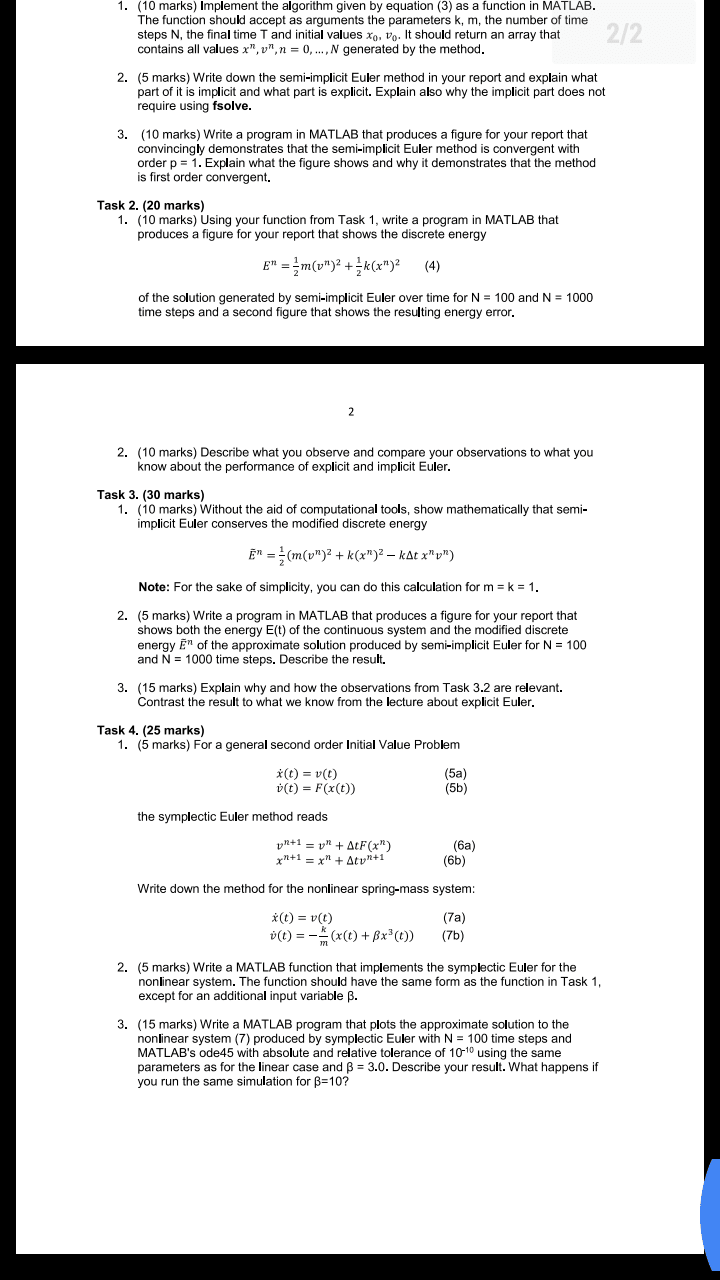 1. (10 marks) Implement the algorithm given by equation (3) as a function in MATLAB.
The function should accept as arguments the parameters k, m, the number of time
steps N, the final time T and initial values x₀, v₀. It should return an array that
contains all values xⁿ, vⁿ, n = 0, ..., N generated by the method.
2/2
2. (5 marks) Write down the semi-implicit Euler method in your report and explain what
part of it is implicit and what part is explicit. Explain also why the implicit part does not
require using fsolve.
3. (10 marks) Write a program in MATLAB that produces a figure for your report that
convincingly demonstrates that the semi-implicit Euler method is convergent with
order p = 1. Explain what the figure shows and why it demonstrates that the method
is first order convergent.
Task 2. (20 marks)
1. (10 marks) Using your function from Task 1, write a program in MATLAB that
produces a figure for your report that shows the discrete energy
Eⁿ = ½m(vⁿ)² + ½k(xⁿ)² (4)
of the solution generated by semi-implicit Euler over time for N = 100 and N = 1000
time steps and a second figure that shows the resulting energy error.
2
2. (10 marks) Describe what you observe and compare your observations to what you
know about the performance of explicit and implicit Euler.
Task 3. (30 marks)
1. (10 marks) Without the aid of computational tools, show mathematically that semi-
implicit Euler conserves the modified discrete energy
Ēⁿ = ½(m(vⁿ)² + k(xⁿ)² − kΔt xⁿvⁿ)
Note: For the sake of simplicity, you can do this calculation for m = k = 1.
2. (5 marks) Write a program in MATLAB that produces a figure for your report that
shows both the energy E(t) of the continuous system and the modified discrete
energy Ēⁿ of the approximate solution produced by semi-implicit Euler for N = 100
and N = 1000 time steps. Describe the result.
3. (15 marks) Explain why and how the observations from Task 3.2 are relevant.
Contrast the result to what we know from the lecture about explicit Euler.
Task 4. (25 marks)
1. (5 marks) For a general second order Initial Value Problem
ẋ(t) = v(t) (5a)
v̇(t) = F(x(t)) (5b)
the symplectic Euler method reads
vⁿ⁺¹ = vⁿ + ΔtF(xⁿ) (6a)
xⁿ⁺¹ = xⁿ + Δtvⁿ⁺¹ (6b)
Write down the method for the nonlinear spring-mass system:
ẋ(t) = v(t) (7a)
v̇(t) = −k/m (x(t) + βx³(t)) (7b)
2. (5 marks) Write a MATLAB function that implements the symplectic Euler for the
nonlinear system. The function should have the same form as the function in Task 1,
except for an additional input variable β.
3. (15 marks) Write a MATLAB program that plots the approximate solution to the
nonlinear system (7) produced by symplectic Euler with N = 100 time steps and
MATLAB's ode45 with absolute and relative tolerance of 10⁻¹⁰ using the same
parameters as for the linear case and β = 3.0. Describe your result. What happens if
you run the same simulation for β=10?